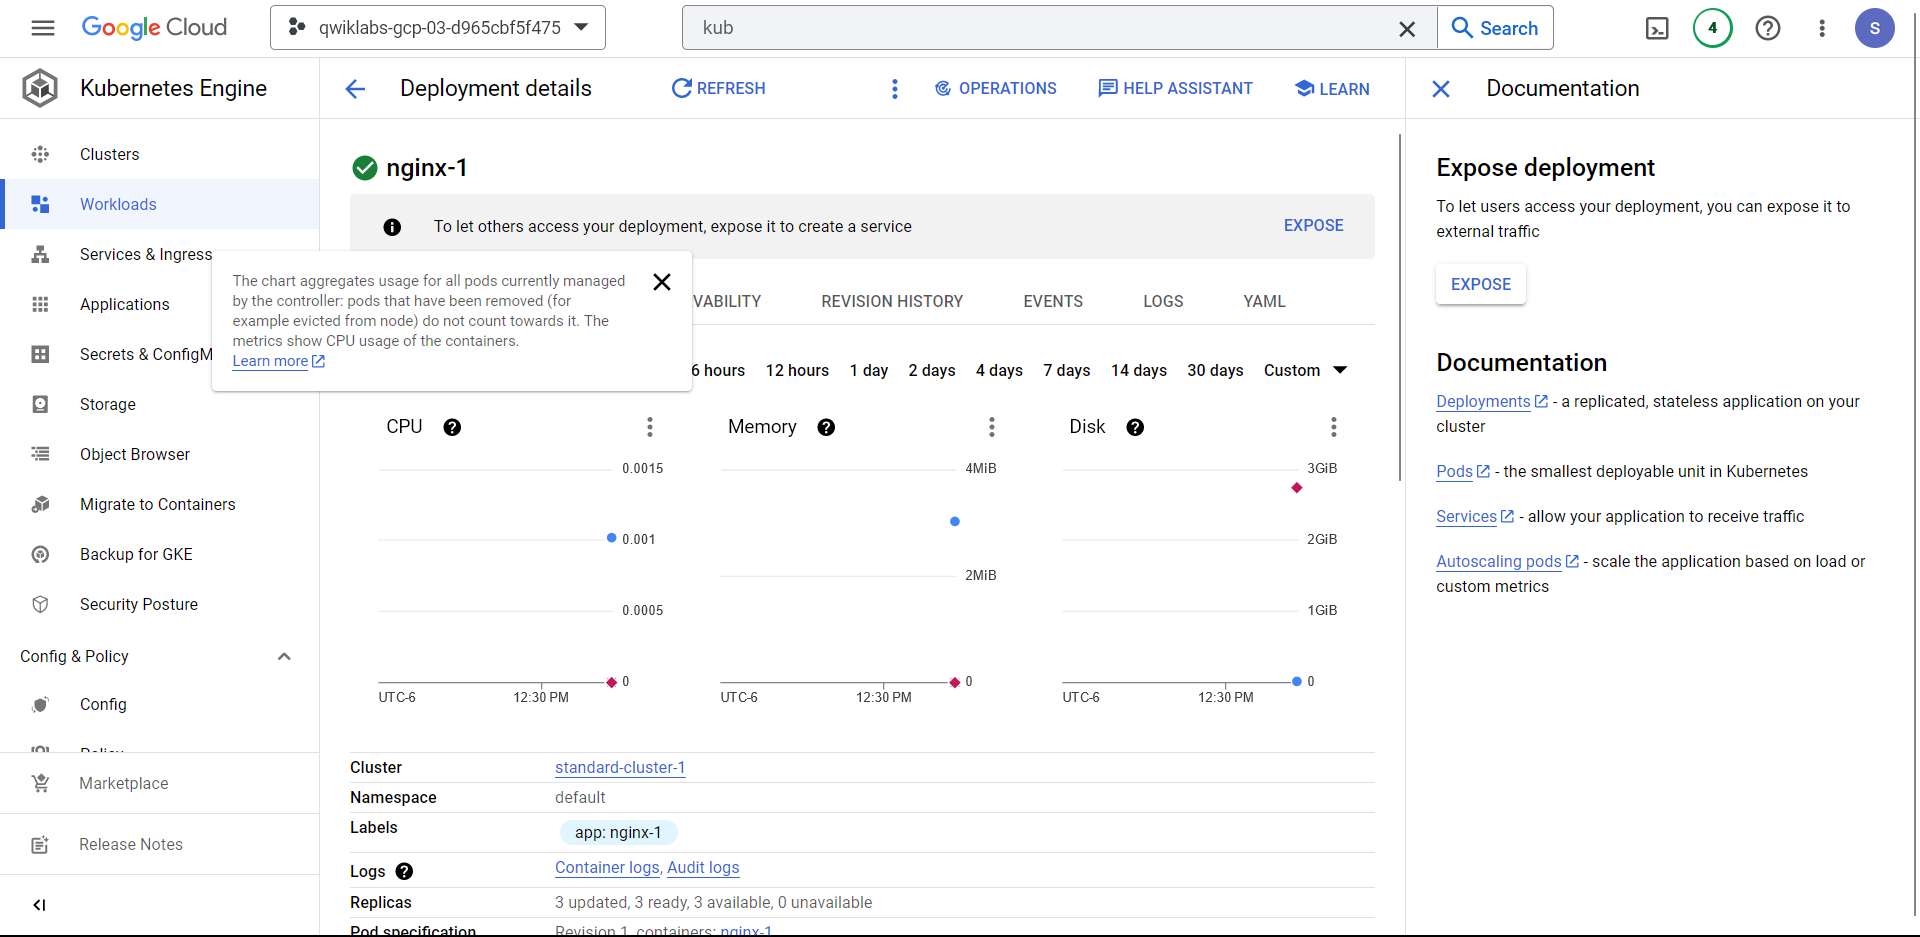 Google Cloud
qwiklabs-gcp-03-d965cbf5f475
kub
Search
4
S
Kubernetes Engine
Deployment details
REFRESH
OPERATIONS
HELP ASSISTANT
LEARN
Documentation
Clusters
Workloads
Services & Ingress
Applications
Secrets & ConfigM
Storage
Object Browser
Migrate to Containers
Backup for GKE
Security Posture
Config & Policy
Config
Policy
Marketplace
Release Notes
nginx-1
To let others access your deployment, expose it to create a service
EXPOSE
The chart aggregates usage for all pods currently managed
by the controller: pods that have been removed (for
example evicted from node) do not count towards it. The
metrics show CPU usage of the containers.
Learn more
VABILITY
REVISION HISTORY
EVENTS
LOGS
YAML
6 hours
12 hours
1 day
2 days
4 days
7 days
14 days
30 days
Custom
CPU
0.0015
0.001
0.0005
0
UTC-6
12:30 PM
Memory
4MiB
2MiB
0
UTC-6
12:30 PM
Disk
3GiB
2GiB
1GiB
0
UTC-6
12:30 PM
Cluster standard-cluster-1
Namespace default
Labels app: nginx-1
Logs Container logs, Audit logs
Replicas 3 updated, 3 ready, 3 available, 0 unavailable
Pod specification Revision 1, containers: nginx-1
Expose deployment
To let users access your deployment, you can expose it to
external traffic
EXPOSE
Documentation
Deployments - a replicated, stateless application on your
cluster
Pods - the smallest deployable unit in Kubernetes
Services - allow your application to receive traffic
Autoscaling pods - scale the application based on load or
custom metrics